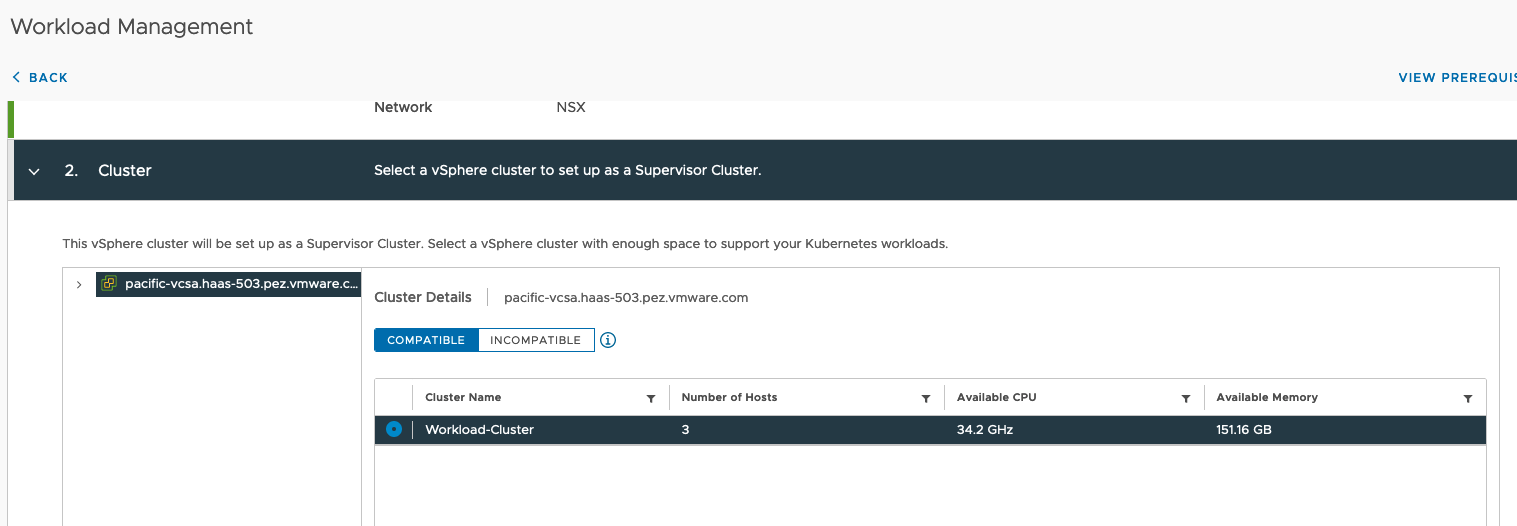 Workload Management
BACK
VIEW PREREQUIS
Network NSX
2. Cluster Select a vSphere cluster to set up as a Supervisor Cluster.
This vSphere cluster will be set up as a Supervisor Cluster. Select a vSphere cluster with enough space to support your Kubernetes workloads.
pacific-vcsa.haas-503.pez.vmware.c...
Cluster Details pacific-vcsa.haas-503.pez.vmware.com
COMPATIBLE INCOMPATIBLE
Cluster Name Number of Hosts Available CPU Available Memory
Workload-Cluster 3 34.2 GHz 151.16 GB